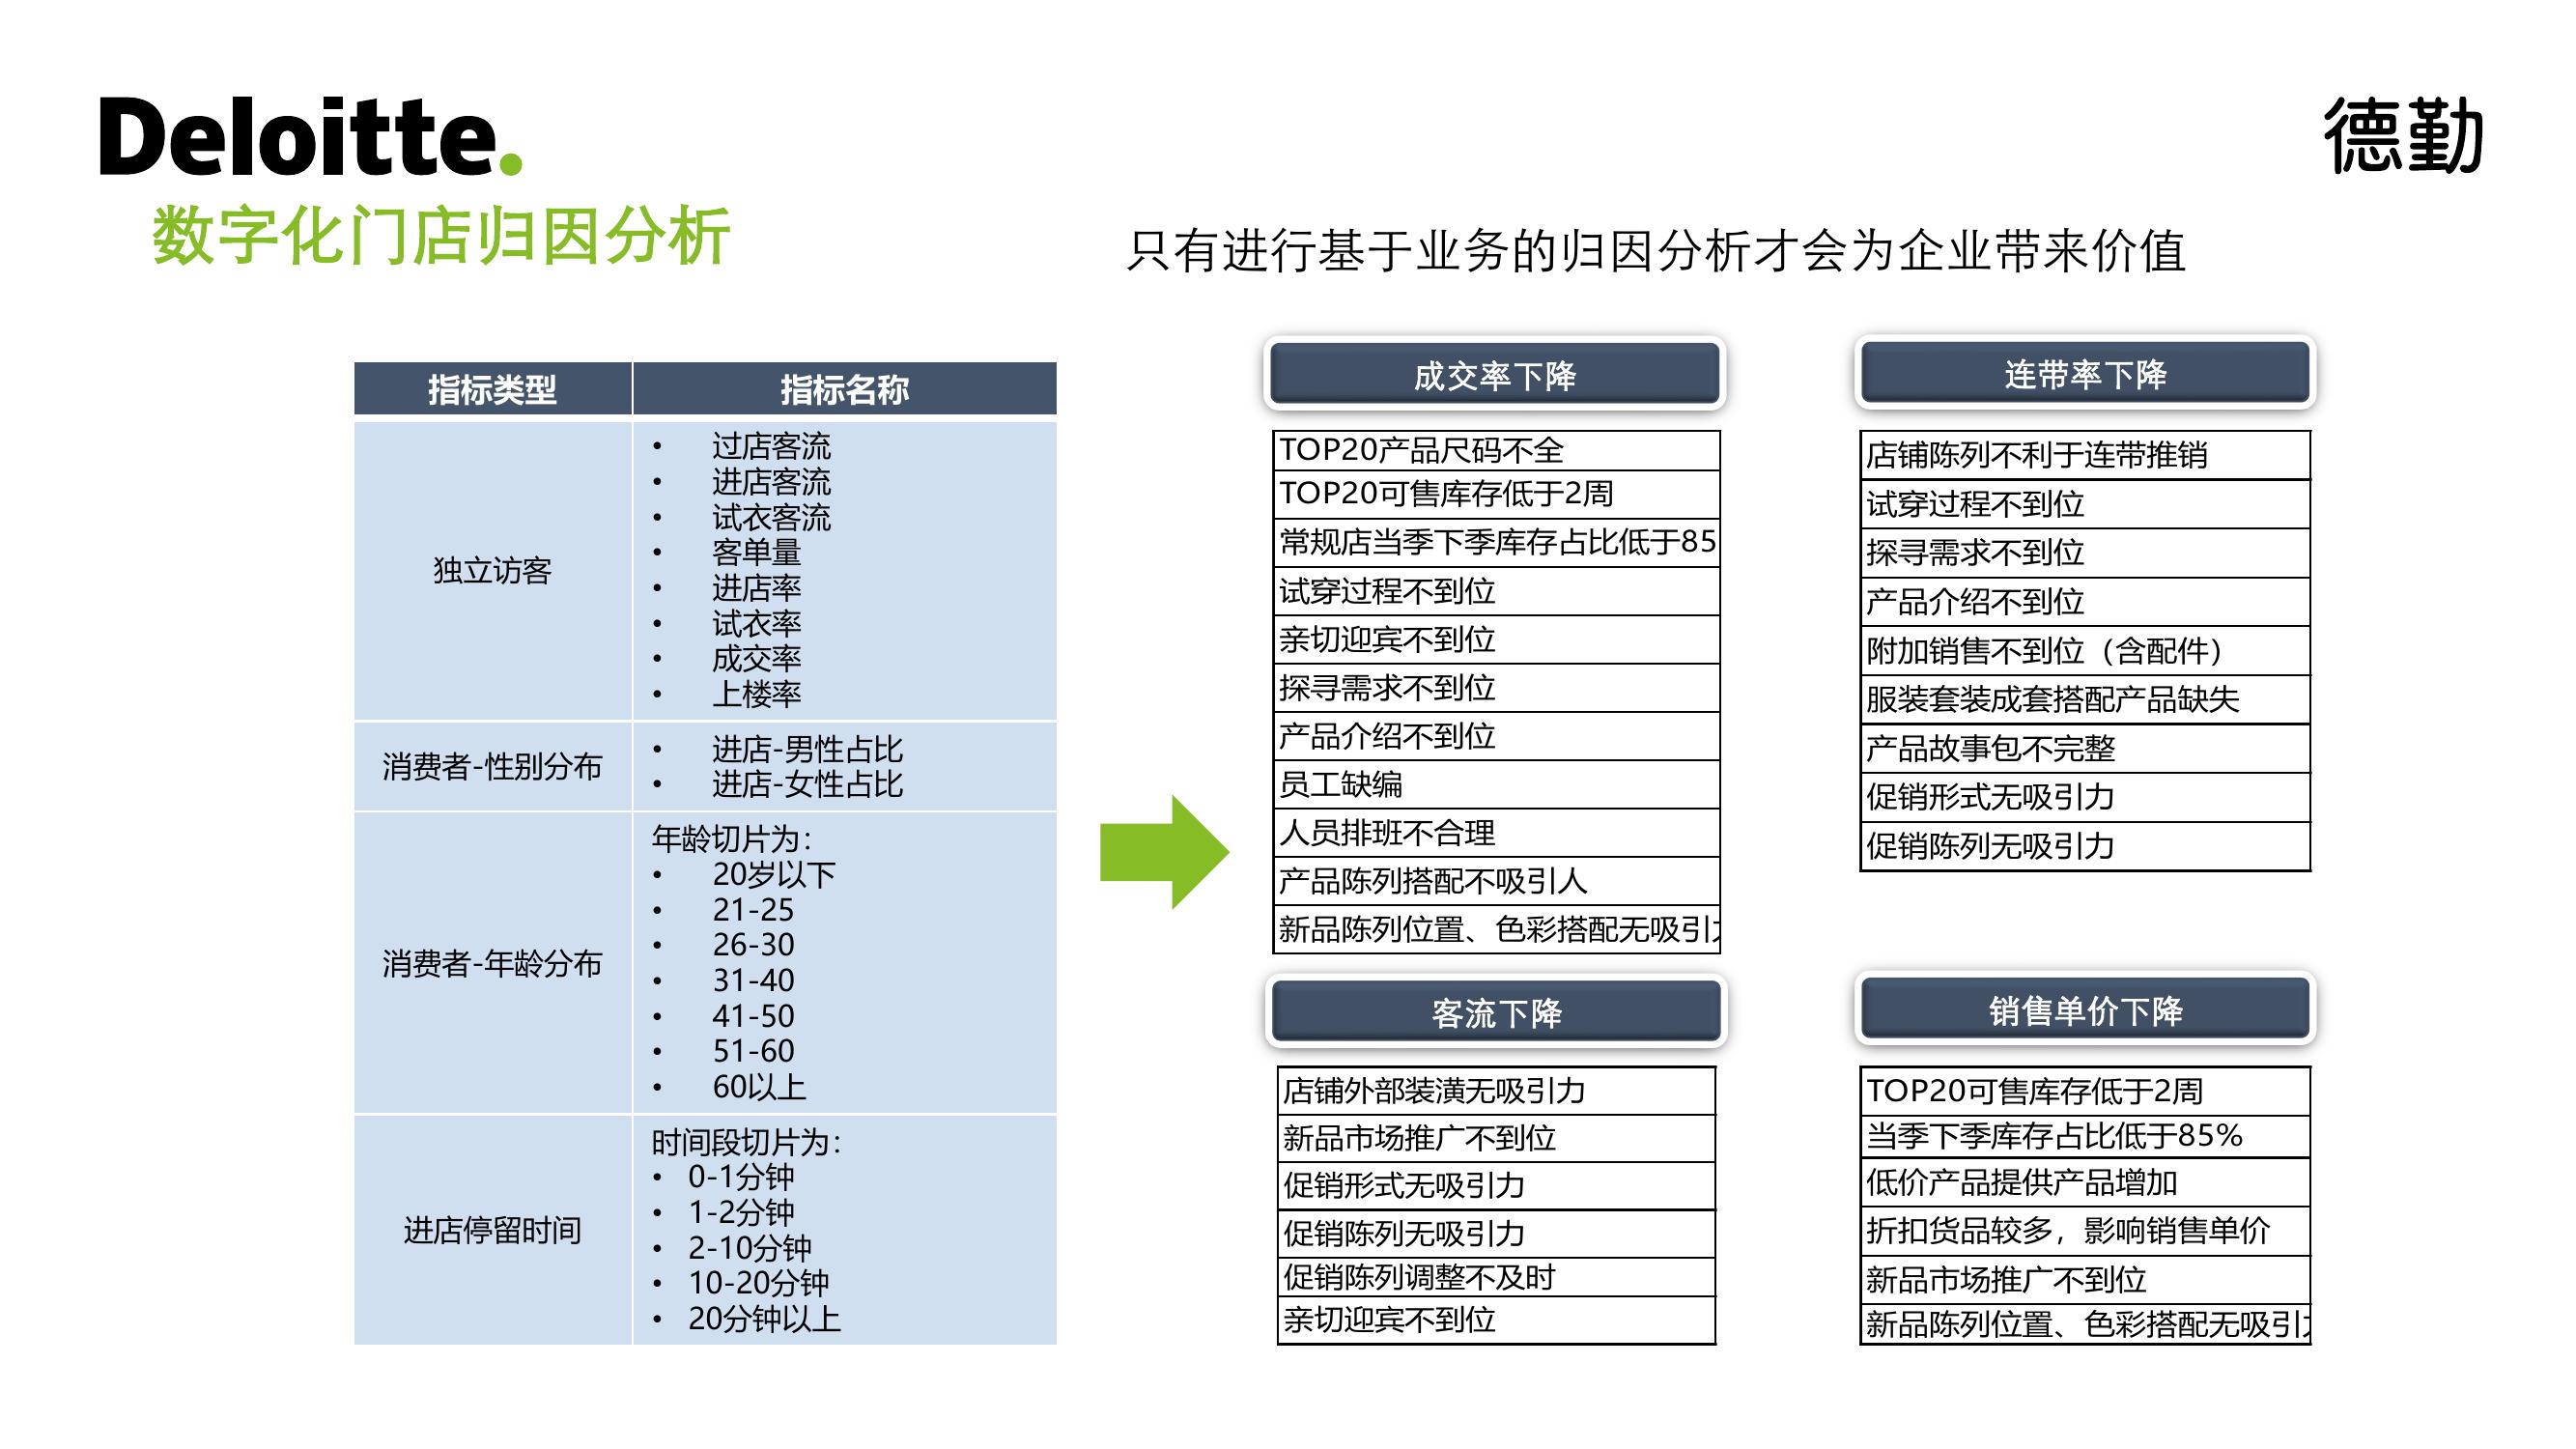 Deloitte.
德勤
数字化门店归因分析
只有进行基于业务的归因分析才会为企业带来价值
指标类型
指标名称
独立访客
• 过店客流
• 进店客流
• 试衣客流
• 客单量
• 进店率
• 试衣率
• 成交率
• 上楼率
消费者-性别分布
• 进店-男性占比
• 进店-女性占比
消费者-年龄分布
年龄切片为：
• 20岁以下
• 21-25
• 26-30
• 31-40
• 41-50
• 51-60
• 60以上
进店停留时间
时间段切片为：
• 0-1分钟
• 1-2分钟
• 2-10分钟
• 10-20分钟
• 20分钟以上
成交率下降
TOP20产品尺码不全
TOP20可售库存低于2周
常规店当季下季库存占比低于85
试穿过程不到位
亲切迎宾不到位
探寻需求不到位
产品介绍不到位
员工缺编
人员排班不合理
产品陈列搭配不吸引人
新品陈列位置、色彩搭配无吸引
连带率下降
店铺陈列不利于连带推销
试穿过程不到位
探寻需求不到位
产品介绍不到位
附加销售不到位（含配件）
服装套装成套搭配产品缺失
产品故事包不完整
促销形式无吸引力
促销陈列无吸引力
客流下降
店铺外部装潢无吸引力
新品市场推广不到位
促销形式无吸引力
促销陈列无吸引力
促销陈列调整不及时
亲切迎宾不到位
销售单价下降
TOP20可售库存低于2周
当季下季库存占比低于85%
低价产品提供产品增加
折扣货品较多，影响销售单价
新品市场推广不到位
新品陈列位置、色彩搭配无吸引